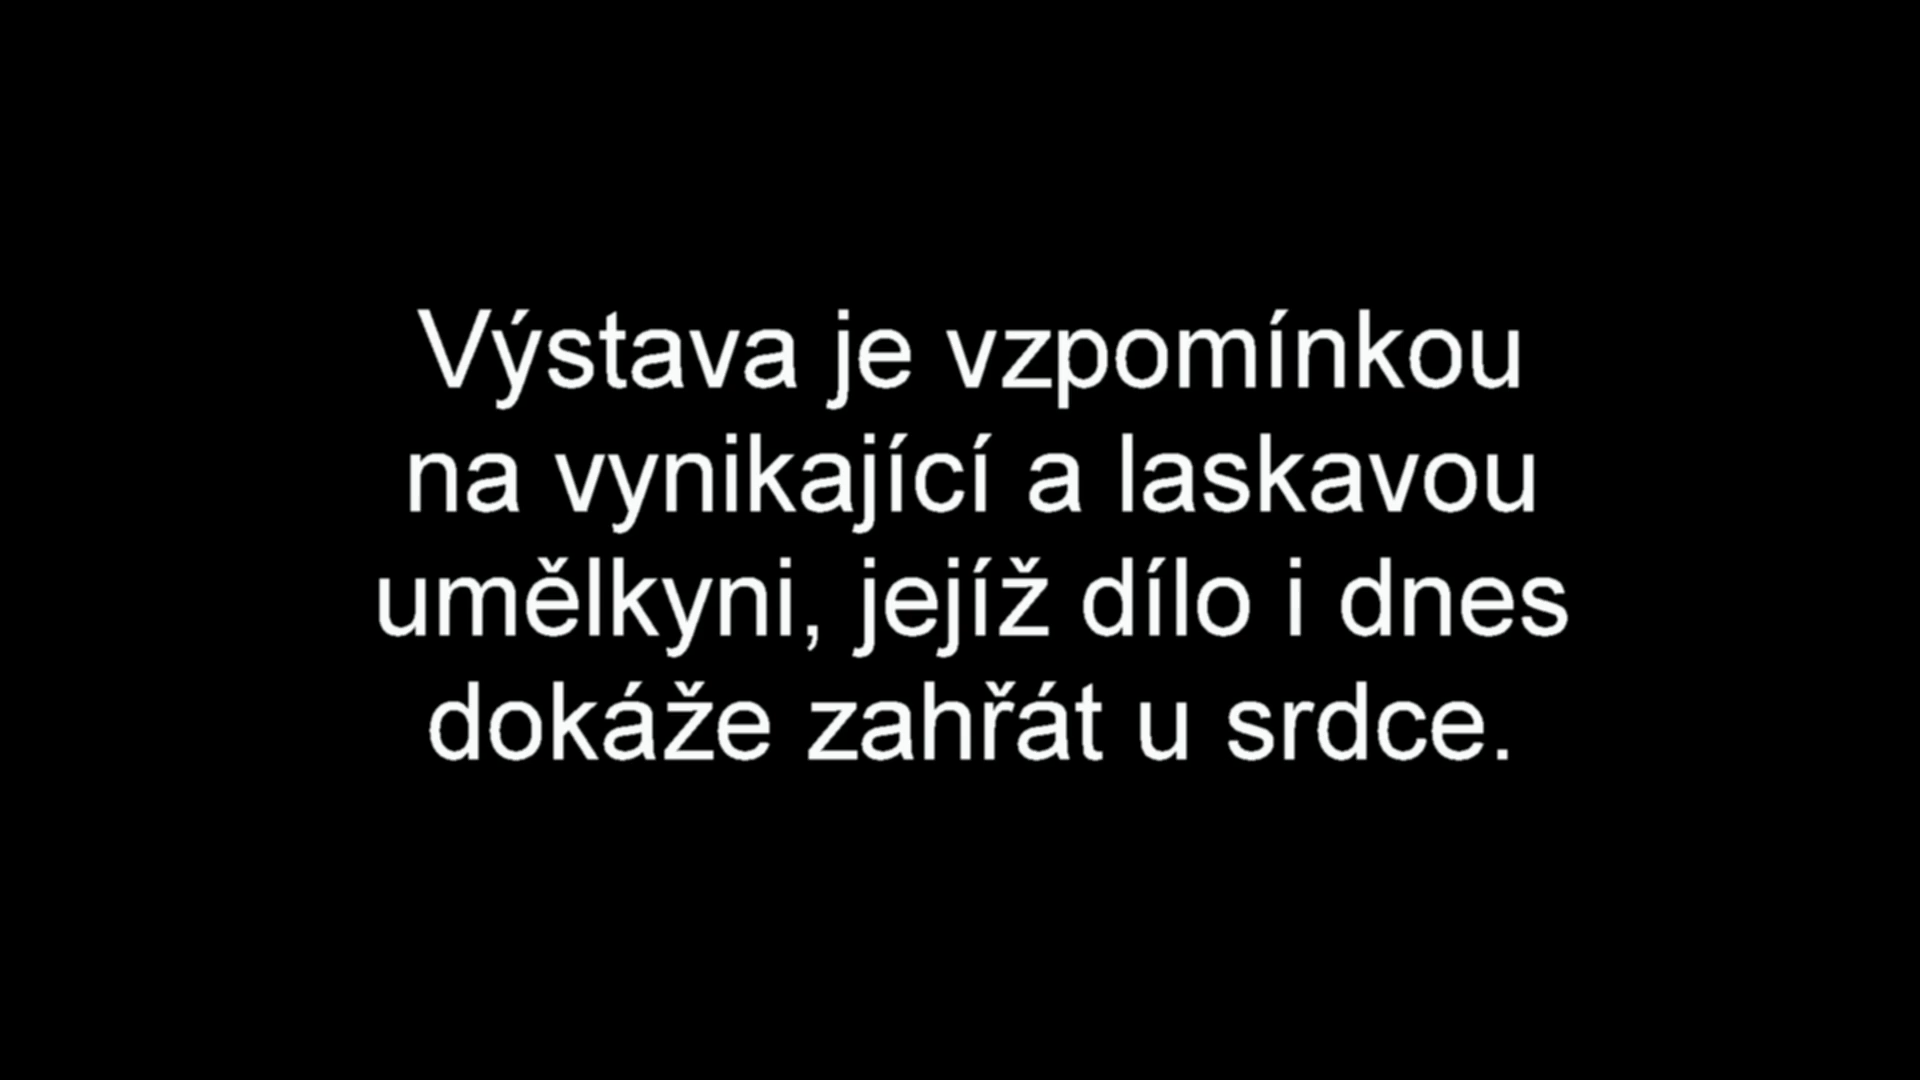 Výstava je vzpomínkou
na vynikající a laskavou
umělkyni, jejíž dílo i dnes
dokáže zahřát u srdce.